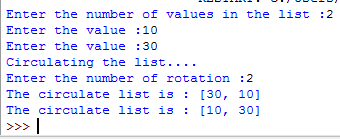 Enter the number of values in the list :2
Enter the value :10
Enter the value :30
Circulating the list....
Enter the number of rotation :2
The circulate list is : [30, 10]
The circulate list is : [10, 30]
>>>